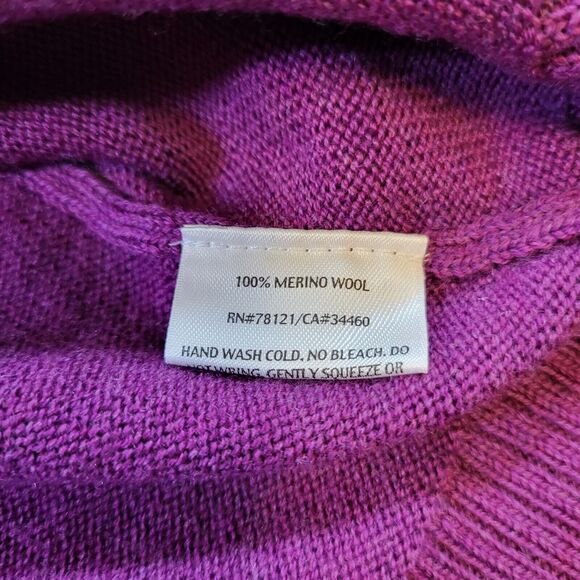 100% MERINO WOOL
RN#78121/CA#34460
HAND WASH COLD. NO BLEACH. DO
WRING. GENTLY SQUEEZE OR